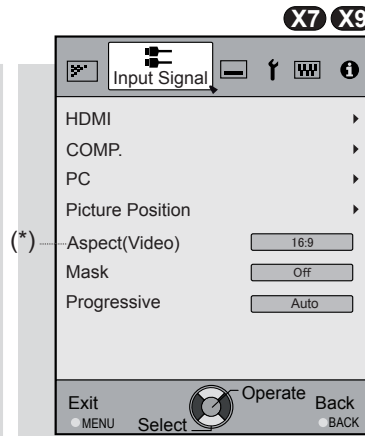 X7 X9
Input Signal
HDMI
COMP.
PC
Picture Position
(*) Aspect(Video) 16:9
Mask Off
Progressive Auto
Exit Operate Back
MENU Select BACK